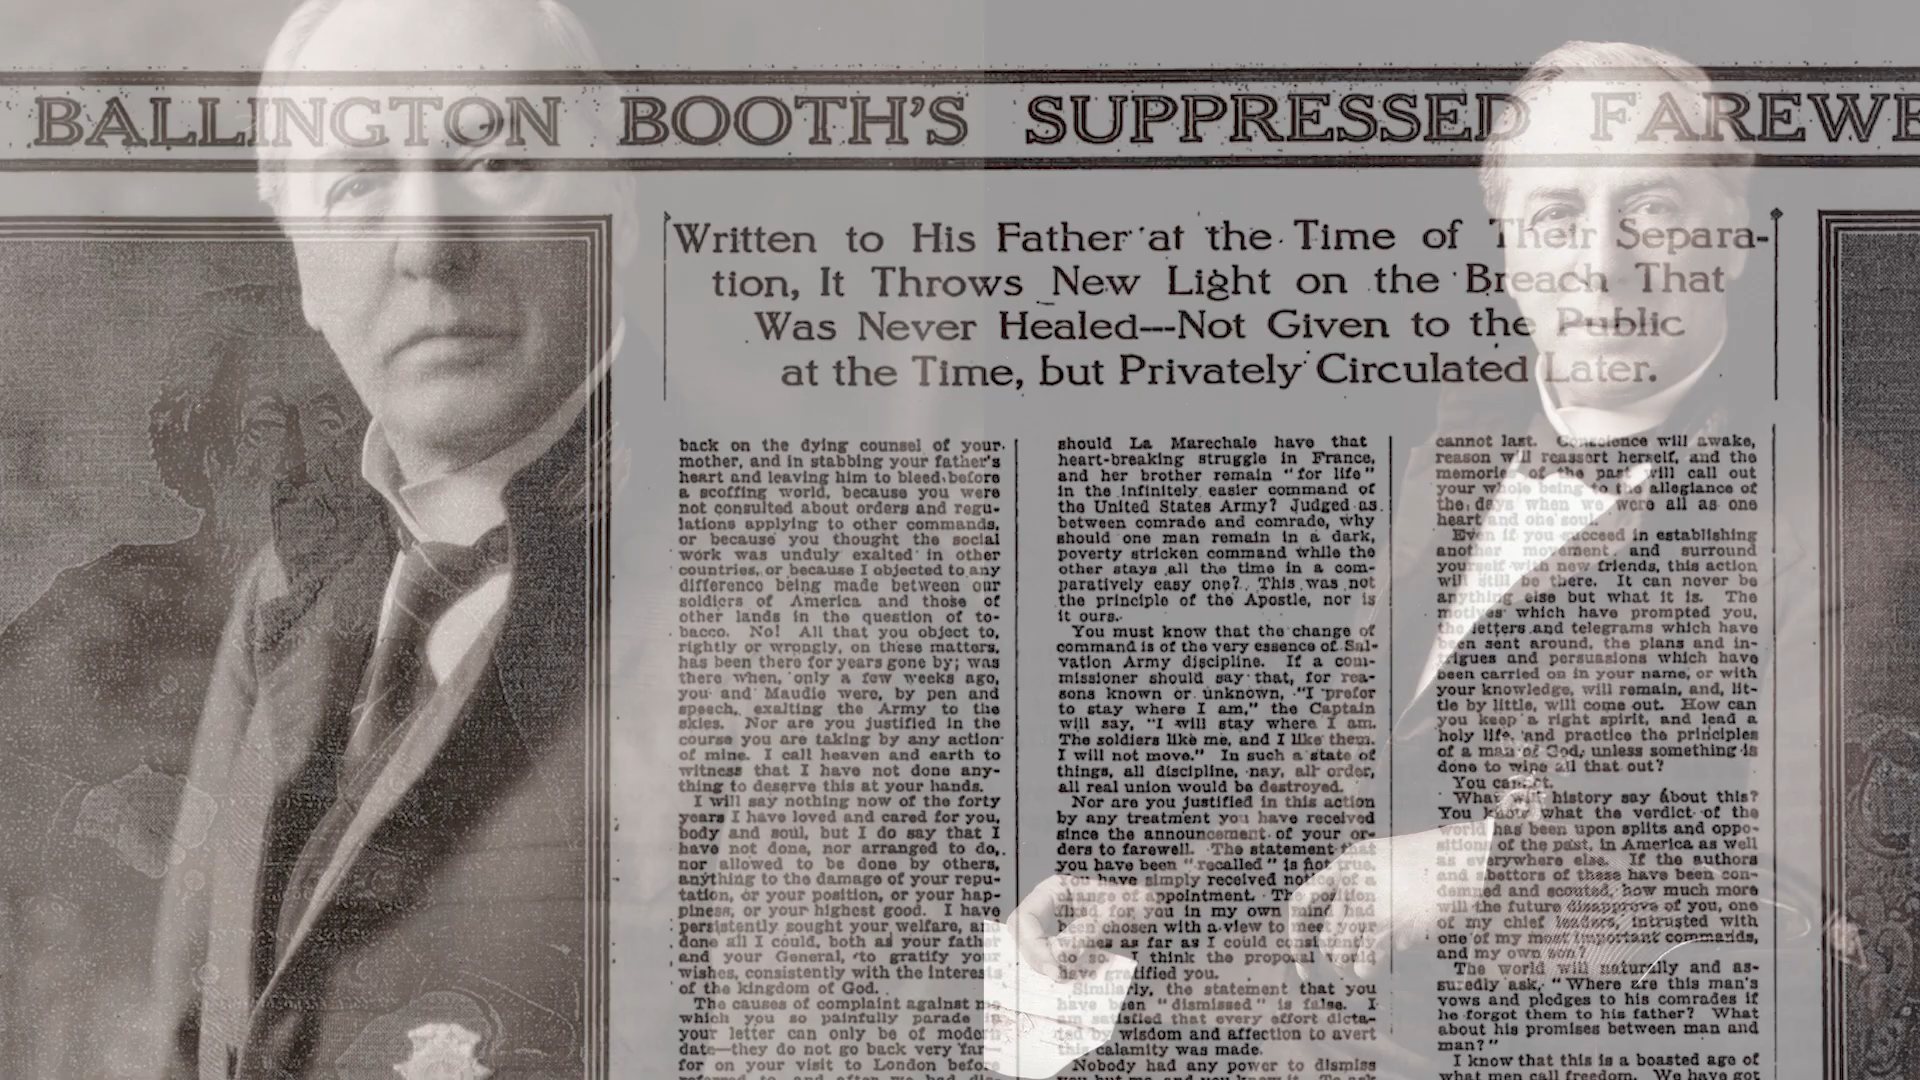 BALLINGTON BOOTH'S SUPPRESSED FAREWE
Written to His Father at the Time of Their Separa-
tion, It Throws New Light on the Breach That
Was Never Healed---Not Given to the Public
at the Time, but Privately Circulated Later.
back on the dying counsel of your
mother, and in stabbing your father's
heart and leaving him to bleed before
a scoffing world, because you were
not consulted about orders and regu-
lations applying to other commands,
or because you thought the social
work was unduly exalted in other
countries, or because I objected to any
difference being made between our
soldiers of America and those of
other lands in the question of to-
bacco. No! All that you object to,
rightly or wrongly, on these matters,
has been there for years gone by; was
there when, only a few weeks ago,
you and Maudie were, by pen and
speech, exalting the Army to the
skies. Nor are you justified in the
course you are taking by any action
of mine. I call heaven and earth to
witness that I have not done any-
thing to deserve this at your hands.
I will say nothing now of the forty
years I have loved and cared for you,
body and soul, but I do say that I
have not done, nor arranged to do,
nor allowed to be done by others,
anything to the damage of your repu-
tation, or your position, or your hap-
piness, or your highest good. I have
persistently sought your welfare, and
done all I could, both as your father
and your General, to gratify your
wishes, consistently with the interests
of the kingdom of God.
The causes of complaint against me
which you so painfully parade in
your letter can only be of modern
date—they do not go back very far—
for on your visit to London before
should La Marechale have that
heart-breaking struggle in France,
and her brother remain "for life"
in the infinitely easier command of
the United States Army? Judged as
between comrade and comrade, why
should one man remain in a dark,
poverty stricken command while the
other stays all the time in a com-
paratively easy one? This was not
the principle of the Apostle, nor is
it ours.
You must know that the change of
command is of the very essence of Sal-
vation Army discipline. If a com-
missioner should say that, for rea-
sons known or unknown, "I prefer
to stay where I am," the Captain
will say, "I will stay where I am.
The soldiers like me, and I like them.
I will not move." In such a state of
things, all discipline, nay, all order,
all real union would be destroyed.
Nor are you justified in this action
by any treatment you have received
since the announcement of your or-
ders to farewell. The statement that
you have been "recalled" is not true.
You have simply received notice of a
change of appointment. The position
fixed for you in my own mind had
been chosen with a view to meet your
wishes as far as I could consistently
do so. I think the proposal would
have gratified you.
Similarly, the statement that you
have been "dismissed" is false. I
am satisfied that every effort dicta-
ted by wisdom and affection to avert
this calamity was made.
Nobody had any power to dismiss
cannot last. Conscience will awake,
reason will reassert herself, and the
memories of the past will call out
your whole being to the allegiance of
the days when we were all as one
heart and one soul.
Even if you succeed in establishing
another movement and surround
yourself with new friends, this action
will still be there. It can never be
anything else but what it is. The
motives which have prompted you,
the letters and telegrams which have
been sent around, the plans and in-
trigues and persuasions which have
been carried on in your name, or with
your knowledge, will remain, and, lit-
tle by little, will come out. How can
you keep a right spirit, and lead a
holy life, and practice the principles
of a man of God, unless something is
done to wipe all that out?
You cannot.
What will history say about this?
You know what the verdict of the
world has been upon splits and oppo-
sitions of the past, in America as well
as everywhere else. If the authors
and abettors of these have been con-
demned and scouted, how much more
will the future disapprove of you, one
of my chief leaders, intrusted with
one of my most important commands,
and my own son?
The world will naturally and as-
suredly ask, "Where are this man's
vows and pledges to his comrades if
he forgot them to his father? What
about his promises between man and
man?"
I know that this is a boasted age of
what men call freedom. We have got